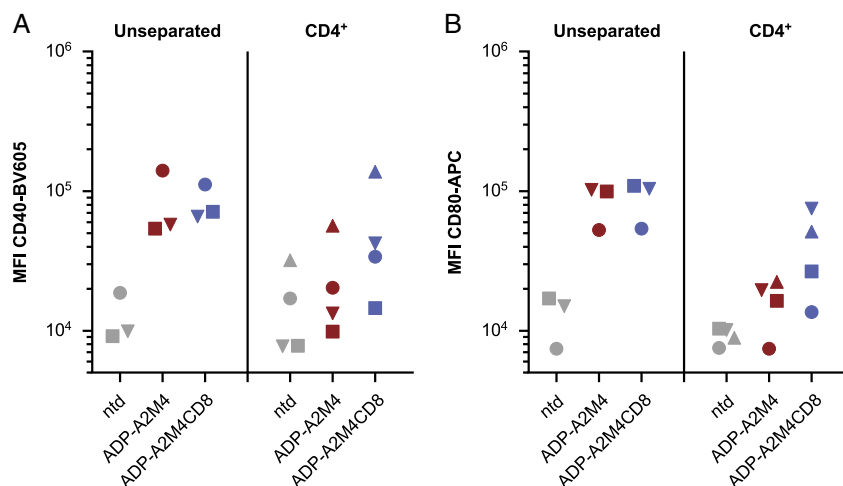 A
Unseparated
CD4⁺
10⁶
10⁵
10⁴
MFI CD40-BV605
ntd
ADP-A2M4
ADP-A2M4CD8
ntd
ADP-A2M4
ADP-A2M4CD8
B
Unseparated
CD4⁺
10⁶
10⁵
10⁴
MFI CD80-APC
ntd
ADP-A2M4
ADP-A2M4CD8
ntd
ADP-A2M4
ADP-A2M4CD8